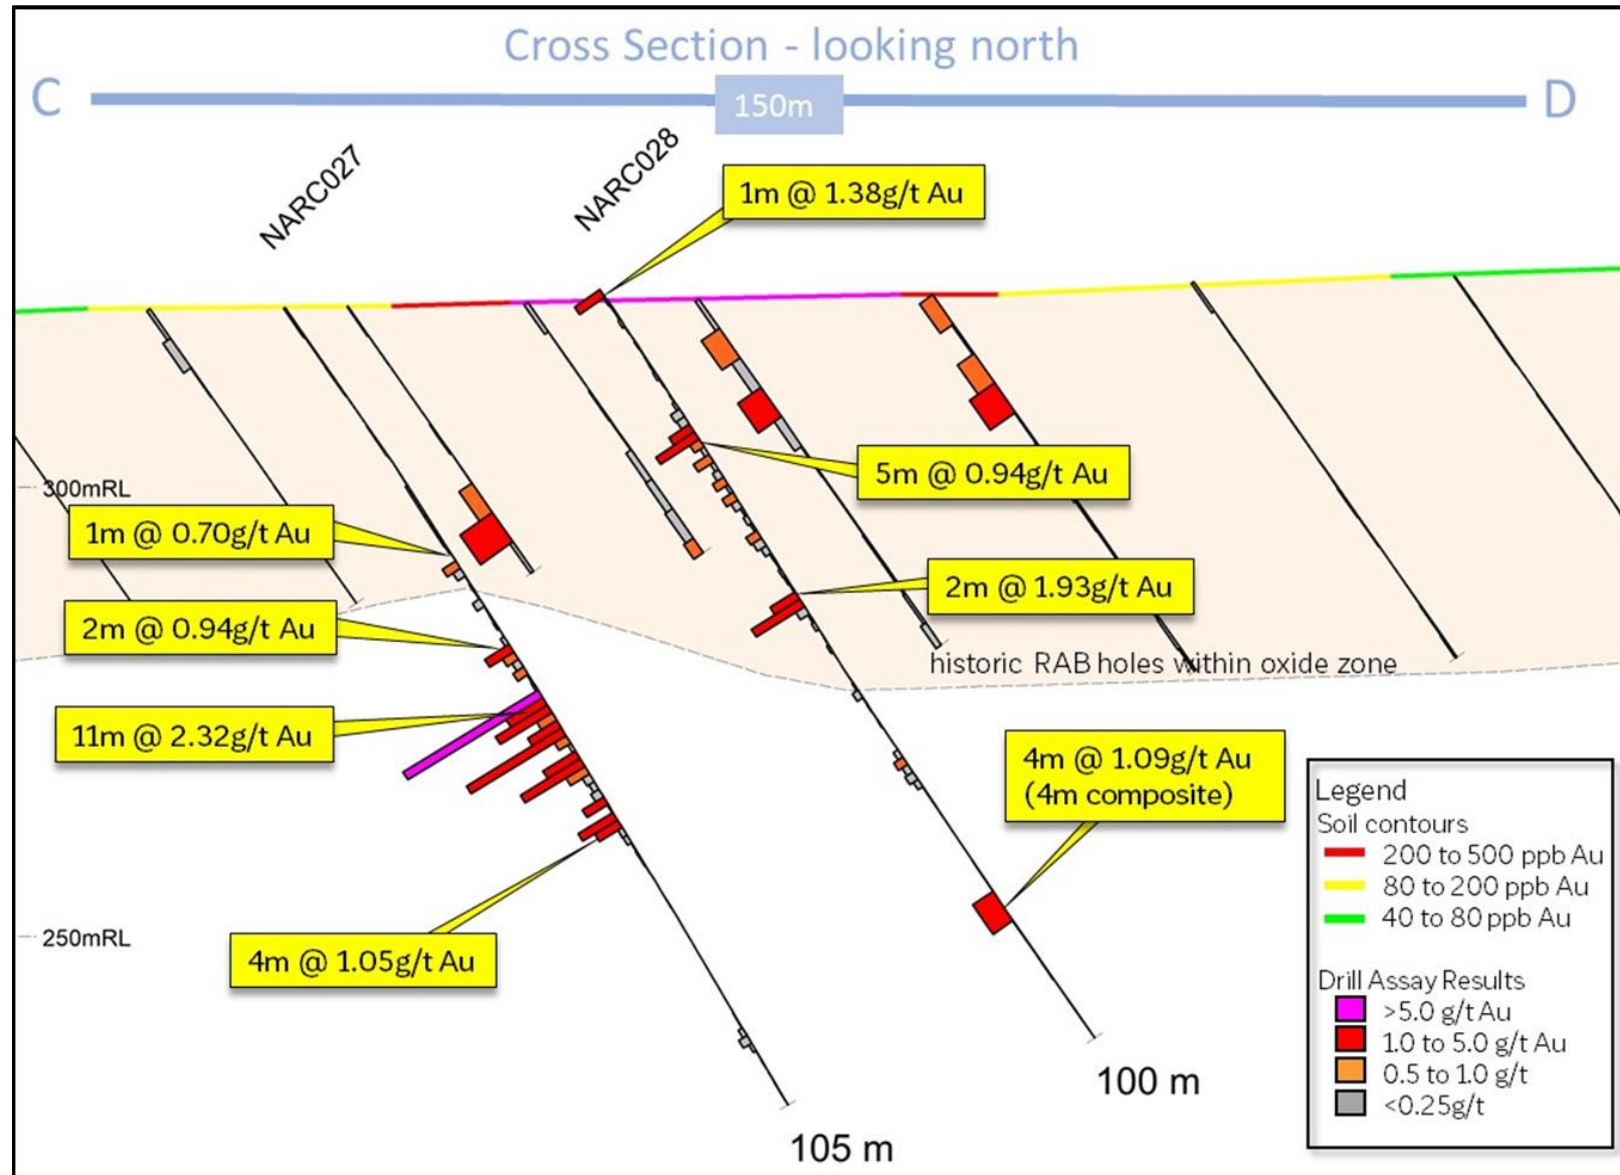 Cross Section - looking north
C
150m
D
NARC027
NARC028
1m @ 1.38g/t Au
5m @ 0.94g/t Au
300mRL
1m @ 0.70g/t Au
2m @ 1.93g/t Au
2m @ 0.94g/t Au
historic RAB holes within oxide zone
11m @ 2.32g/t Au
4m @ 1.09g/t Au
(4m composite)
250mRL
4m @ 1.05g/t Au
100 m
105 m
Legend
Soil contours
200 to 500 ppb Au
80 to 200 ppb Au
40 to 80 ppb Au
Drill Assay Results
>5.0 g/t Au
1.0 to 5.0 g/t Au
0.5 to 1.0 g/t
<0.25g/t